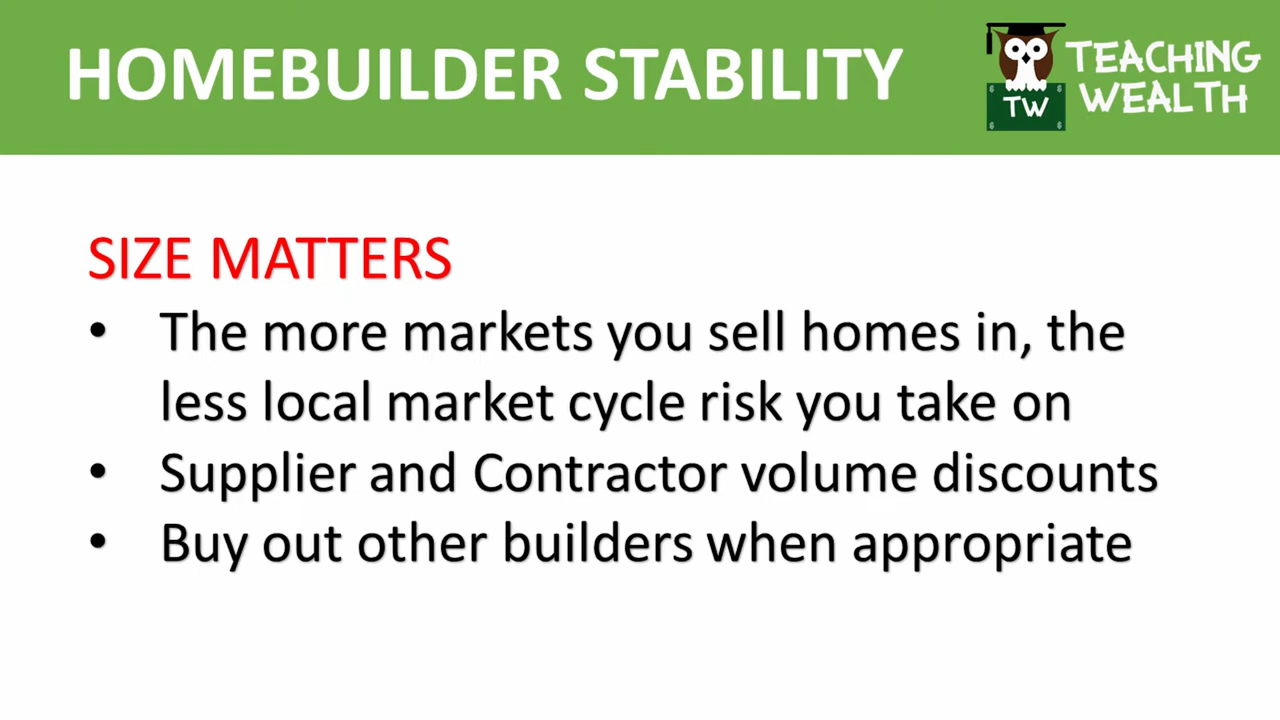 HOMEBUILDER STABILITY
TEACHING
WEALTH
TW
SIZE MATTERS
• The more markets you sell homes in, the
less local market cycle risk you take on
• Supplier and Contractor volume discounts
• Buy out other builders when appropriate